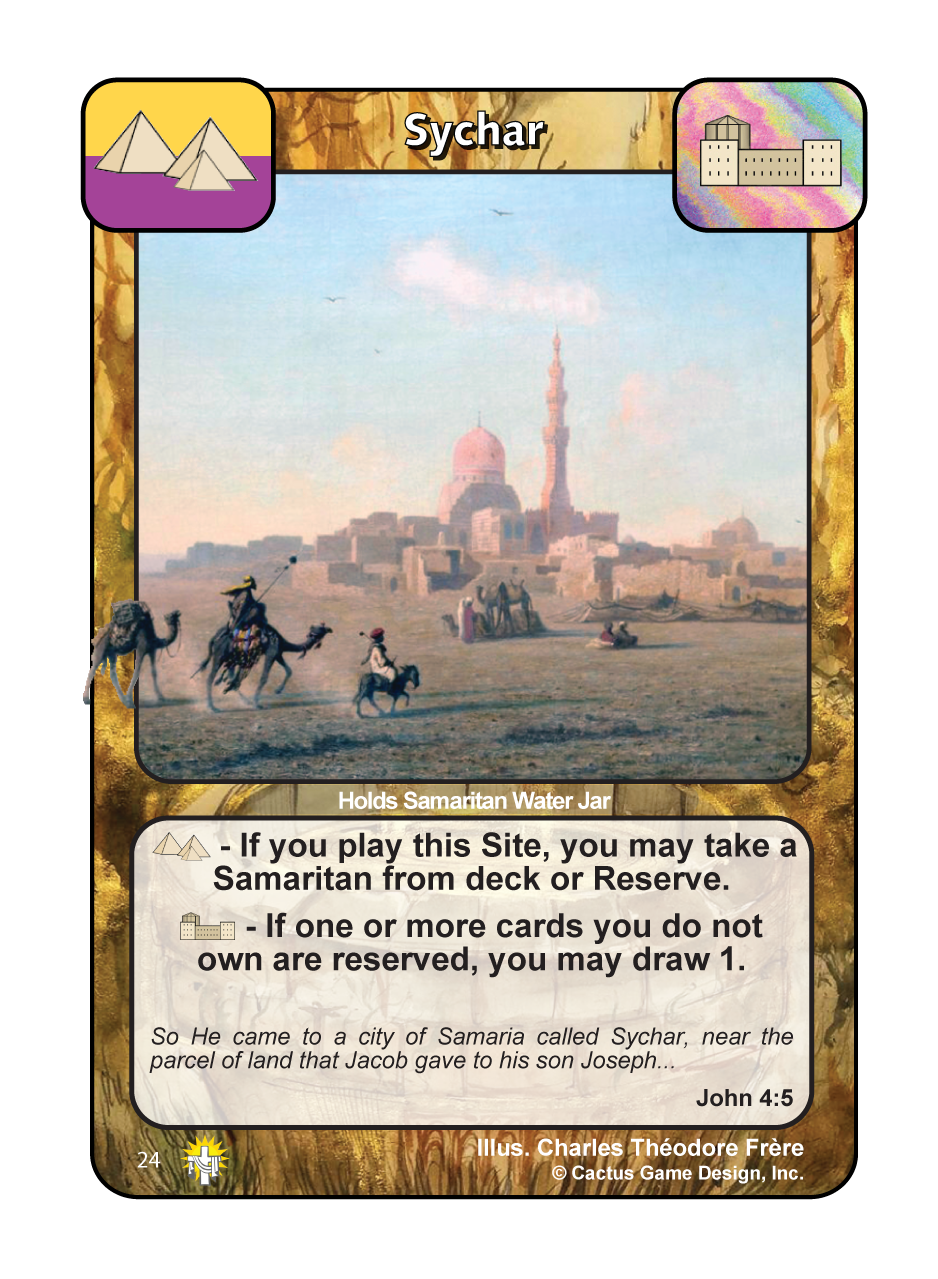 Sychar
Holds Samaritan Water Jar
- If you play this Site, you may take a
Samaritan from deck or Reserve.
- If one or more cards you do not
own are reserved, you may draw 1.
So He came to a city of Samaria called Sychar, near the
parcel of land that Jacob gave to his son Joseph...
John 4:5
24
Illus. Charles Théodore Frère
© Cactus Game Design, Inc.